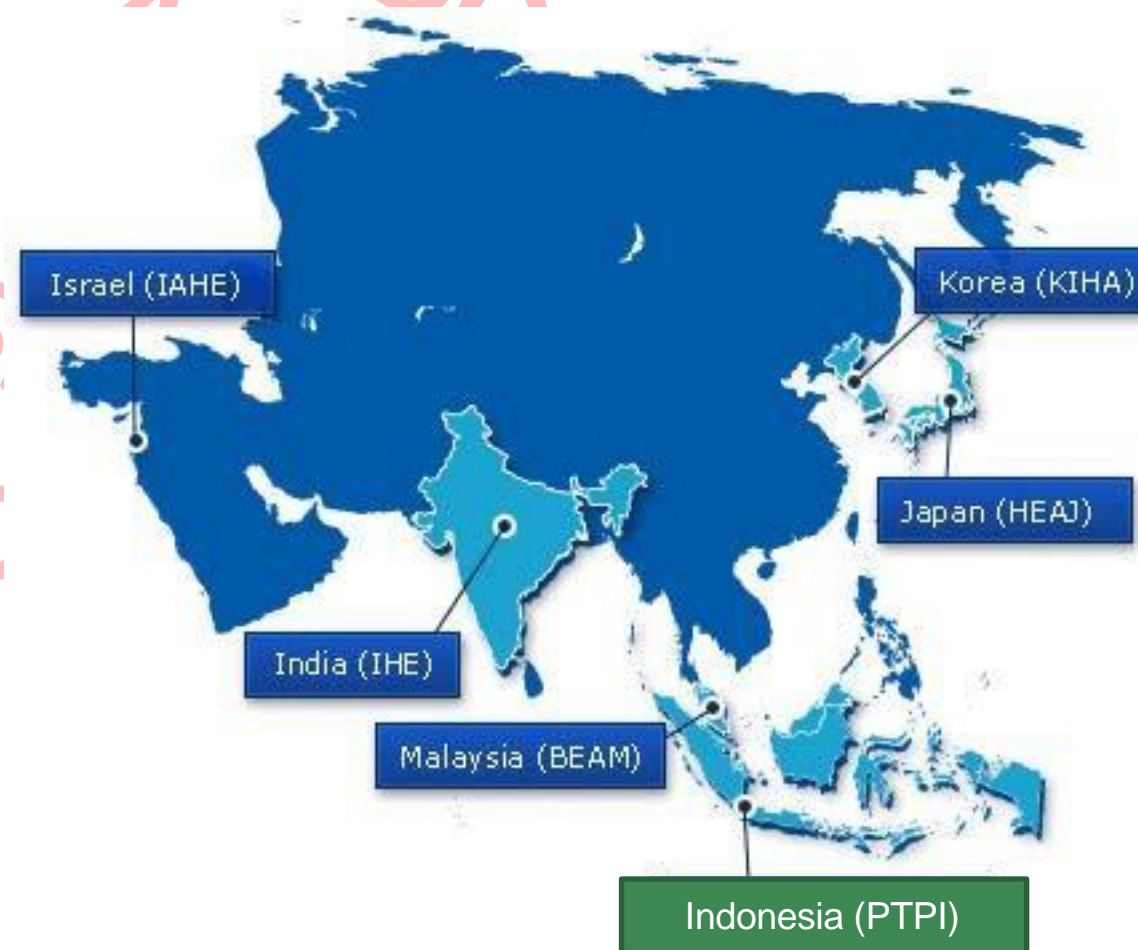 Israel (IAHE)
Korea (KIHA)
Japan (HEAJ)
India (IHE)
Malaysia (BEAM)
Indonesia (PTPI)